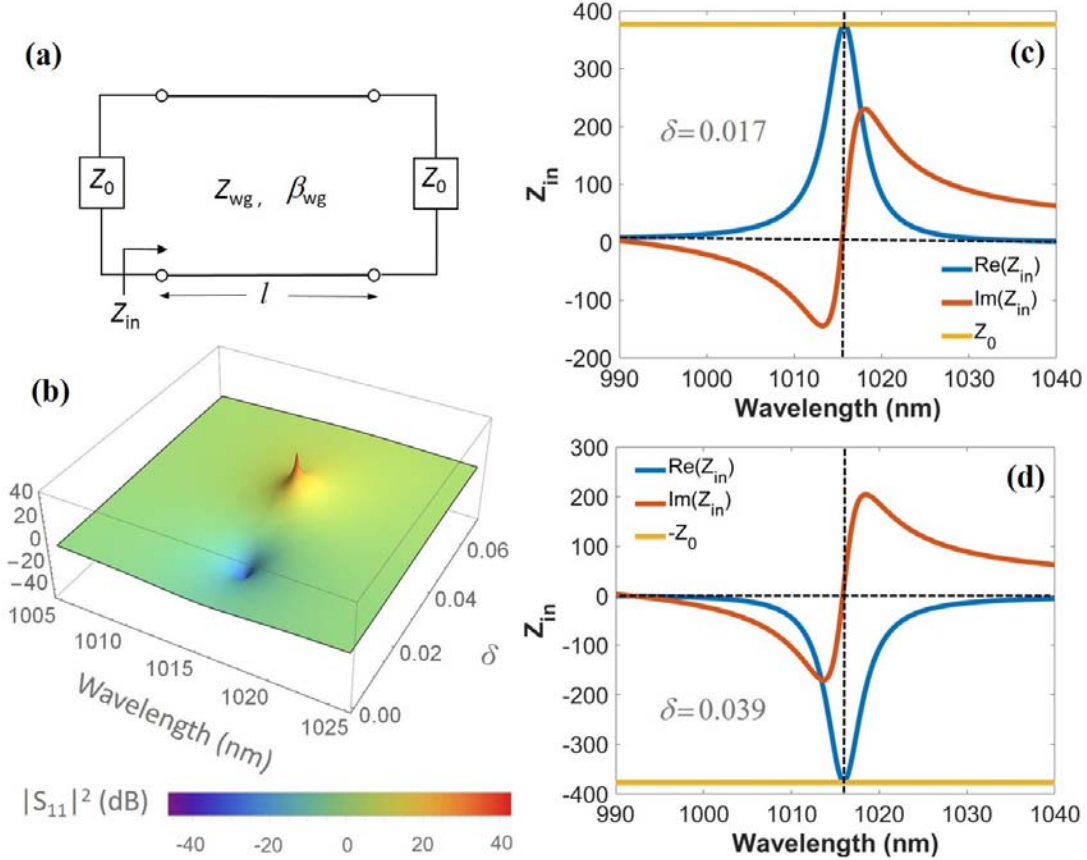 (a)
Z0
Zwg, βwg
Z0
Zin
l
(b)
40
20
0
−20
−40
1005
1010
1015
1020
1025
Wavelength (nm)
0.00
0.02
0.04
0.06
δ
|S11|² (dB)
-40
-20
0
20
40
(c)
δ=0.017
400
300
200
100
0
-100
-200
Zin
Re(Zin)
Im(Zin)
Z0
990
1000
1010
1020
1030
1040
Wavelength (nm)
(d)
300
200
100
0
-100
-200
-300
-400
Zin
Re(Zin)
Im(Zin)
-Z0
δ=0.039
990
1000
1010
1020
1030
1040
Wavelength (nm)